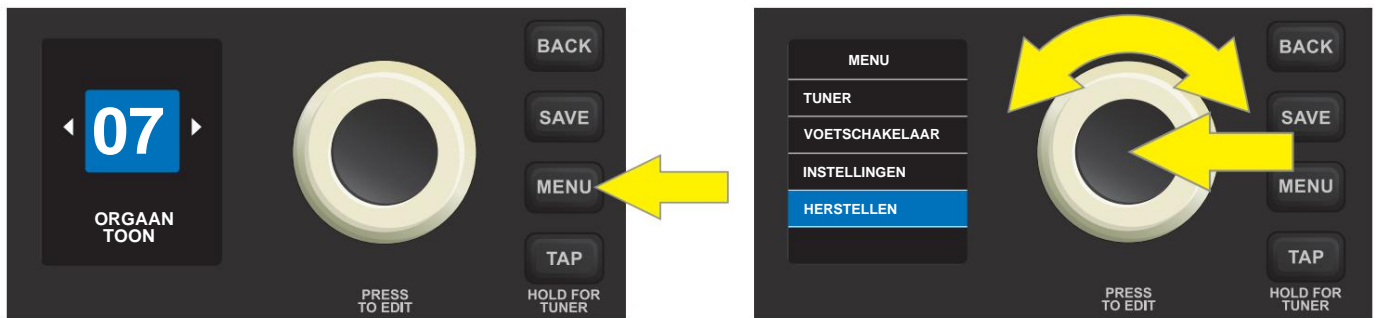 07
ORGAAN
TOON
PRESS
TO EDIT
BACK
SAVE
MENU
TAP
HOLD FOR
TUNER
MENU
TUNER
VOETSCHAKELAAR
INSTELLINGEN
HERSTELLEN
PRESS
TO EDIT
BACK
SAVE
MENU
TAP
HOLD FOR
TUNER